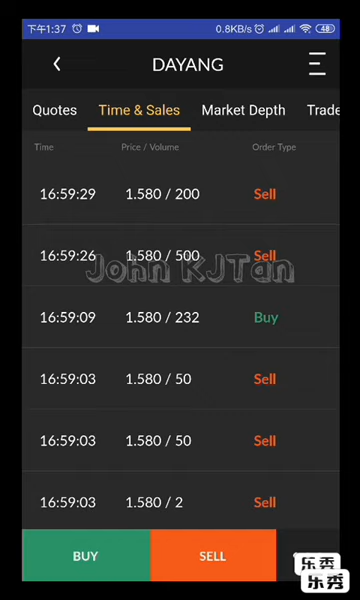 下午1:37 0.8KB/s 48
DAYANG
Quotes Time & Sales Market Depth Trade
Time Price / Volume Order Type
16:59:29 1.580 / 200 Sell
16:59:26 1.580 / 500 Sell
John KJTan
16:59:09 1.580 / 232 Buy
16:59:03 1.580 / 50 Sell
16:59:03 1.580 / 50 Sell
16:59:03 1.580 / 2 Sell
BUY SELL
乐秀
乐秀